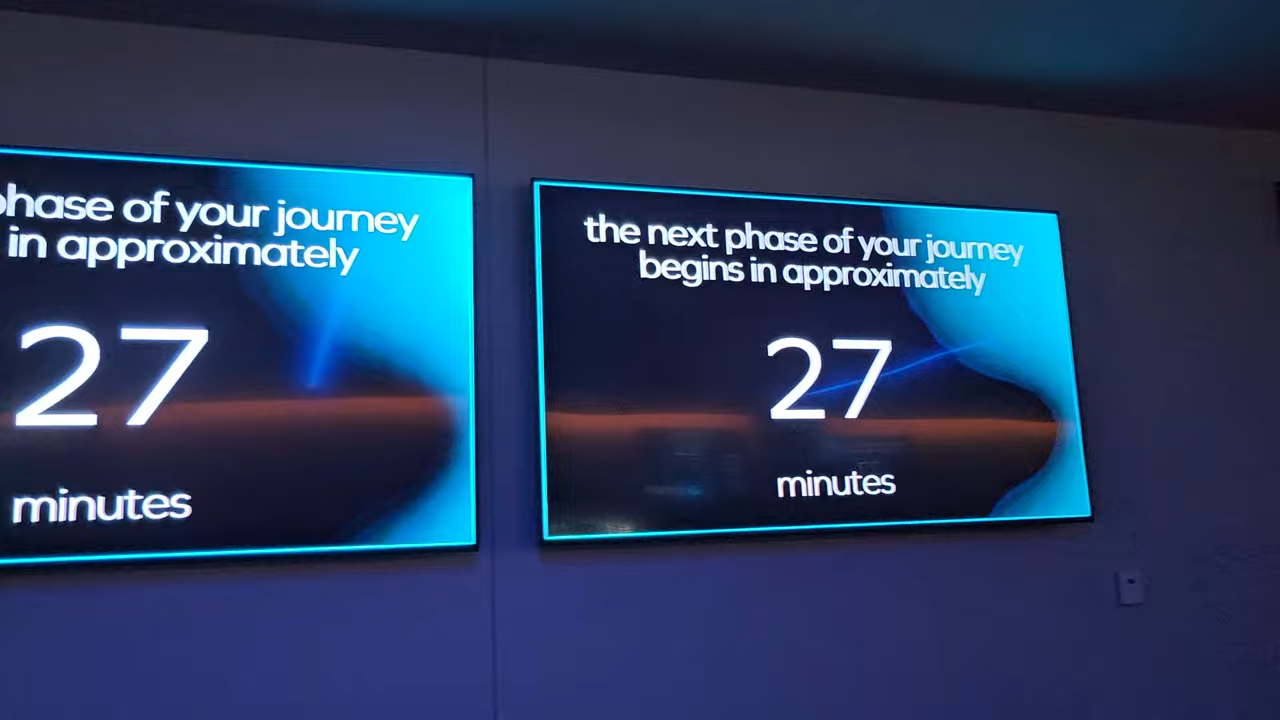 phase of your journey
in approximately
27
minutes
the next phase of your journey
begins in approximately
27
minutes